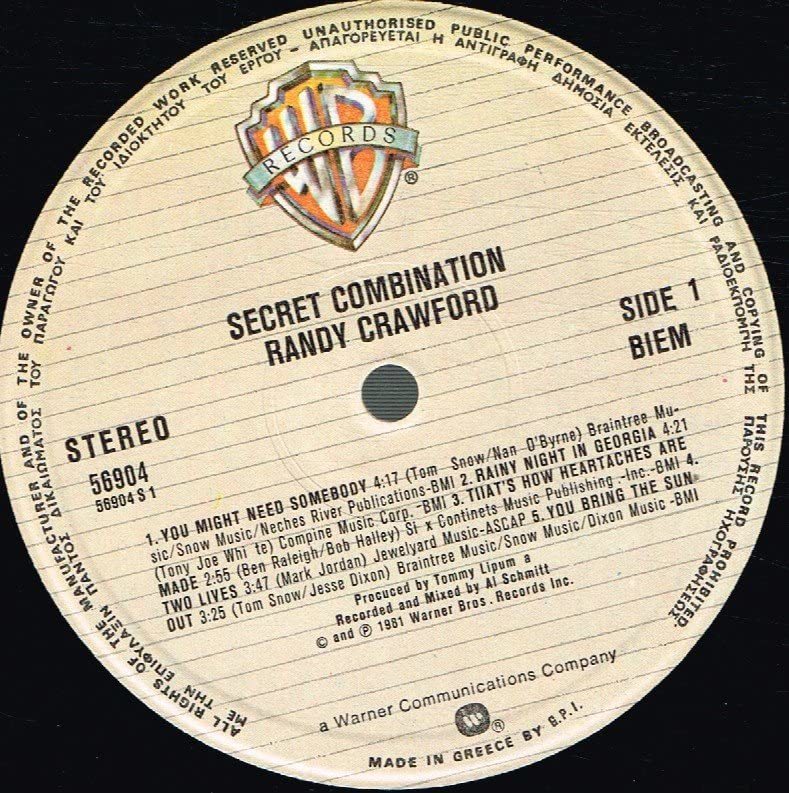 ALL RIGHTS OF THE MANUFACTURER AND OF THE OWNER OF THE RECORDED WORK RESERVED UNAUTHORISED PUBLIC PERFORMANCE BROADCASTING AND COPYING OF THIS RECORD PROHIBITED
ΜΕ ΤΗΝ ΕΠΙΦΥΛΑΞΙΝ ΠΑΝΤΟΣ ΔΙΚΑΙΩΜΑΤΟΣ ΤΟΥ ΠΑΡΑΓΩΓΟΥ ΚΑΙ ΤΟΥ ΙΔΙΟΚΤΗΤΟΥ ΤΟΥ ΕΡΓΟΥ - ΑΠΑΓΟΡΕΥΕΤΑΙ Η ΑΝΤΙΓΡΑΦΗ ΔΗΜΟΣΙΑ ΕΚΤΕΛΕΣΙΣ ΚΑΙ ΡΑΔΙΟΕΚΠΟΜΠΗ ΤΗΣ ΠΑΡΟΥΣΗΣ ΗΧΟΓΡΑΦΗΣΕΩΣ
WB
RECORDS
®
SECRET COMBINATION
RANDY CRAWFORD
SIDE 1
BIEM
STEREO
56904
56904 S 1
1. YOU MIGHT NEED SOMEBODY 4:17 (Tom Snow/Nan O'Byrne) Braintree Mu-
sic/Snow Music/Neches River Publications-BMI 2. RAINY NIGHT IN GEORGIA 4:21
(Tony Joe Whi te) Compine Music Corp. -BMI 3. THAT'S HOW HEARTACHES ARE
MADE 2:55 (Ben Raleigh/Bob Halley) Si x Continets Music Publishing .-Inc.-BMI 4.
TWO LIVES 3:47 (Mark Jordan) Jewelyard Music-ASCAP 5. YOU BRING THE SUN
OUT 3:25 (Tom Snow/Jesse Dixon) Braintree Music/Snow Music/Dixon Music -BMI
Procuced by Tommy Lipum a
Recorded and Mixed by Al Schmitt
© and ℗ 1981 Warner Bros. Records Inc.
a Warner Communications Company
®
MADE IN GREECE BY G.P.I.